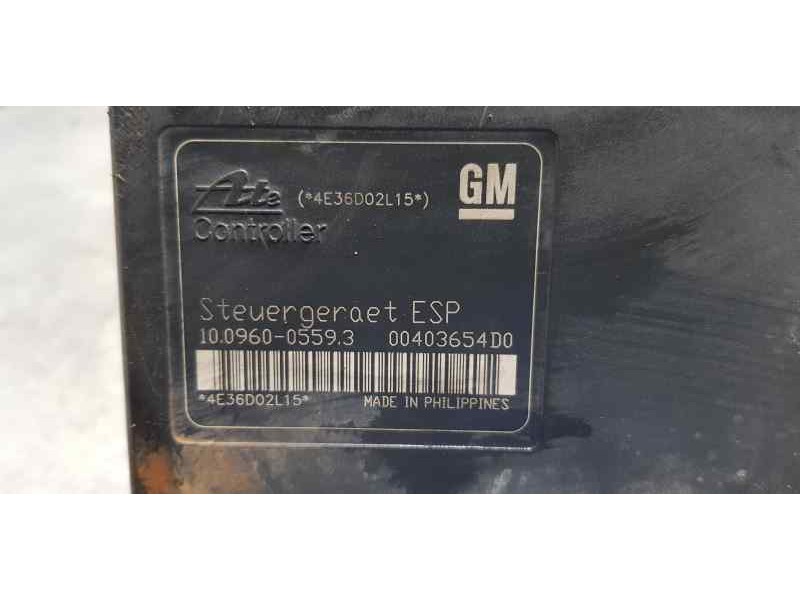 Ate (*4E36D02L15*) GM
Controller
Steuergeraet ESP
10.0960-0559.3 00403654D0
*4E36D02L15* MADE IN PHILIPPINES